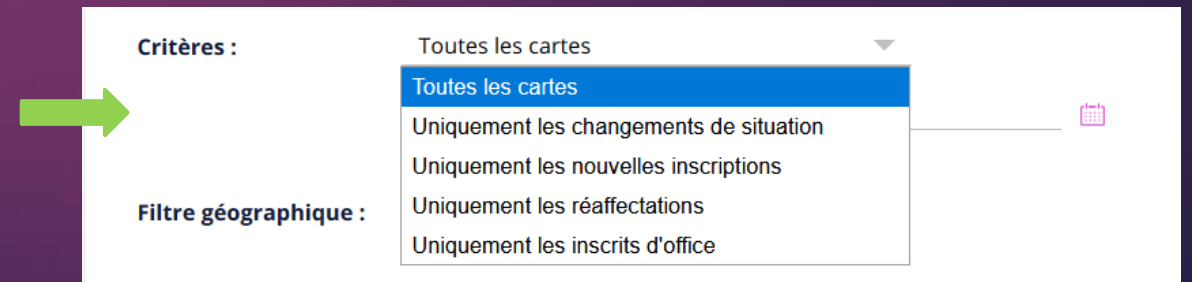 Critères :
Toutes les cartes
Toutes les cartes
Uniquement les changements de situation
Uniquement les nouvelles inscriptions
Uniquement les réaffectations
Filtre géographique :
Uniquement les inscrits d'office